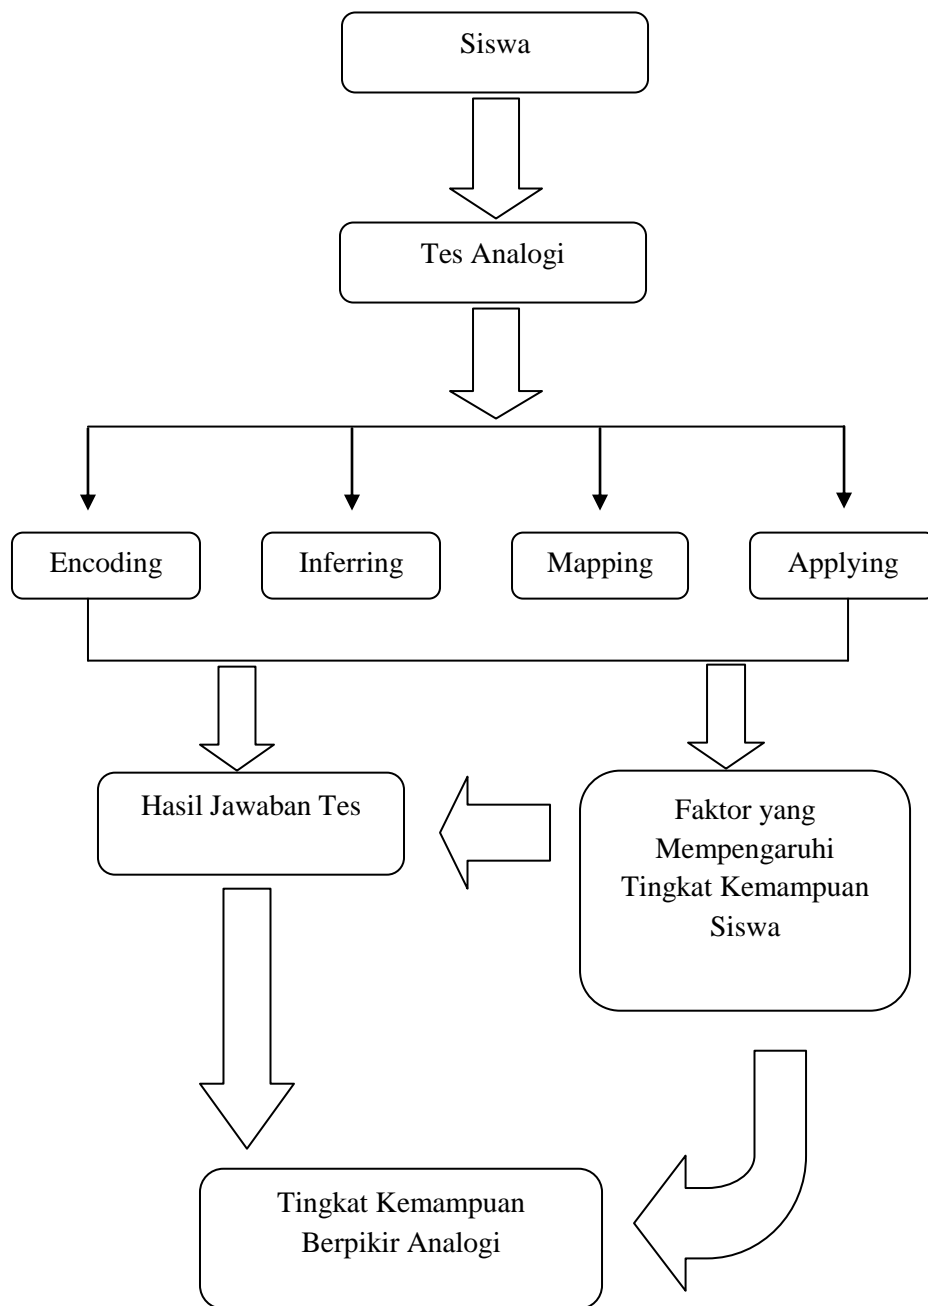 Siswa
Tes Analogi
Encoding
Inferring
Mapping
Applying
Hasil Jawaban Tes
Faktor yang
Mempengaruhi
Tingkat Kemampuan
Siswa
Tingkat Kemampuan
Berpikir Analogi